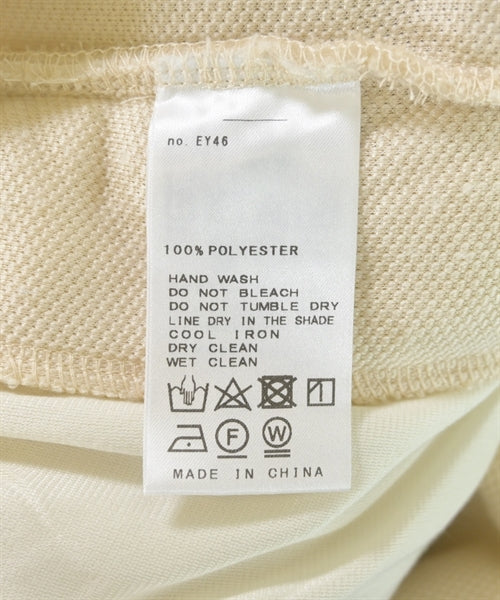 no. EY46
100% POLYESTER
HAND WASH
DO NOT BLEACH
DO NOT TUMBLE DRY
LINE DRY IN THE SHADE
COOL IRON
DRY CLEAN
WET CLEAN
F W
MADE IN CHINA